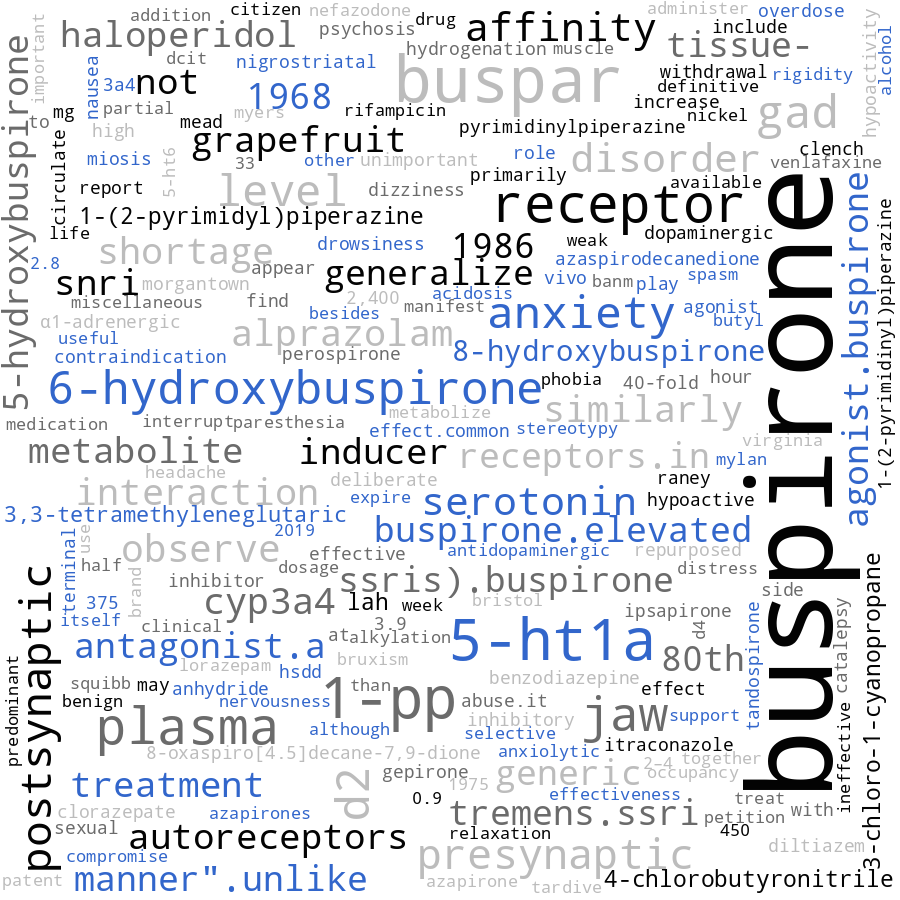 addition
citizen
nefazodone
administer
overdose
haloperidol
psychosis
drug
affinity
include
tissue-
hydrogenation
muscle
dcit
nigrostriatal
buspar
withdrawal
rigidity
definitive
hypoactivity
alcohol
important
nausea
3a4
not
1968
increase
gad
nickel
mg
partial
myers
rifampicin
to
high
mead
grapefruit
pyrimidinylpiperazine
clench
miosis
5-ht6
33
other
unimportant
role
disorder
venlafaxine
5-hydroxybuspirone
circulate
report
level
dizziness
primarily
available
receptor
1-(2-pyrimidyl)piperazine
life
drowsiness
1986
weak
dopaminergic
shortage
2.8
appear
generalize
azaspirodecanedione
snri
morgantown
vivo
banm
play
spasm
miscellaneous
find
2,400
acidosis
manifest
besides
anxiety
agonist
butyl
α1-adrenergic
useful
alprazolam
contraindication
perospirone
8-hydroxybuspirone
agonist.buspirone
1-(2-pyrimidinyl)piperazine
buspirone
6-hydroxybuspirone
phobia
40-fold
hour
metabolize
similarly
medication
interrupt
paresthesia
effect.common
stereotypy
virginia
metabolite
inducer
receptors.in
mylan
headache
deliberate
raney
interaction
expire
serotonin
hypoactive
3,3-tetramethyleneglutaric
2019
buspirone.elevated
terminal
use
observe
effective
antidopaminergic
repurposed
half
dosage
distress
inhibitor
ssris).buspirone
side
brand
375
cyp3a4
lah
week
bristol
ipsapirone
itself
clinical
3.9
d4
postsynaptic
antagonist.a
at
alkylation
5-ht1a
tandospirone
catalepsy
3-chloro-1-cyanopropane
lorazepam
bruxism
80th
hsdd
predominant
squibb
may
anhydride
than
benzodiazepine
effect
benign
nervousness
1-pp
abuse.it
plasma
although
inhibitory
jaw
support
selective
8-oxaspiro[4.5]decane-7,9-dione
anxiolytic
itraconazole
2–4
together
gepirone
generic
occupancy
treatment
d2
1975
ineffective
0.9
effectiveness
treat
with
clorazepate
azapirones
tremens.ssri
petition
sexual
autoreceptors
relaxation
450
compromise
presynaptic
diltiazem
patent
manner".unlike
azapirone
tardive
4-chlorobutyronitrile